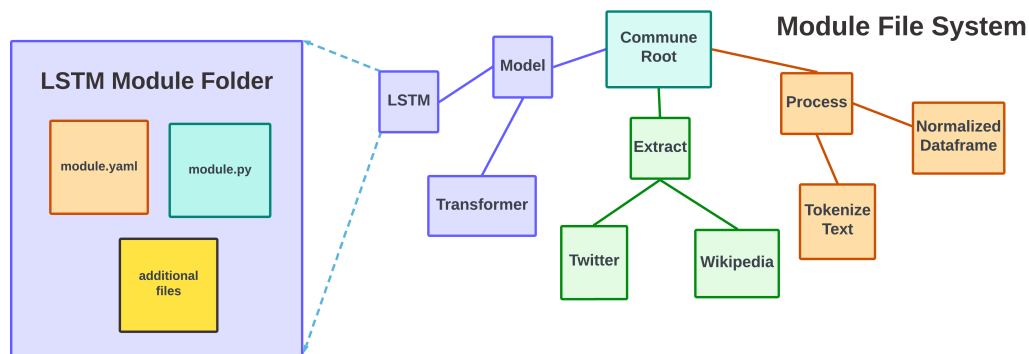 Module File System
LSTM Module Folder
module.yaml
module.py
additional
files
LSTM
Model
Transformer
Commune
Root
Extract
Twitter
Wikipedia
Process
Normalized
Dataframe
Tokenize
Text